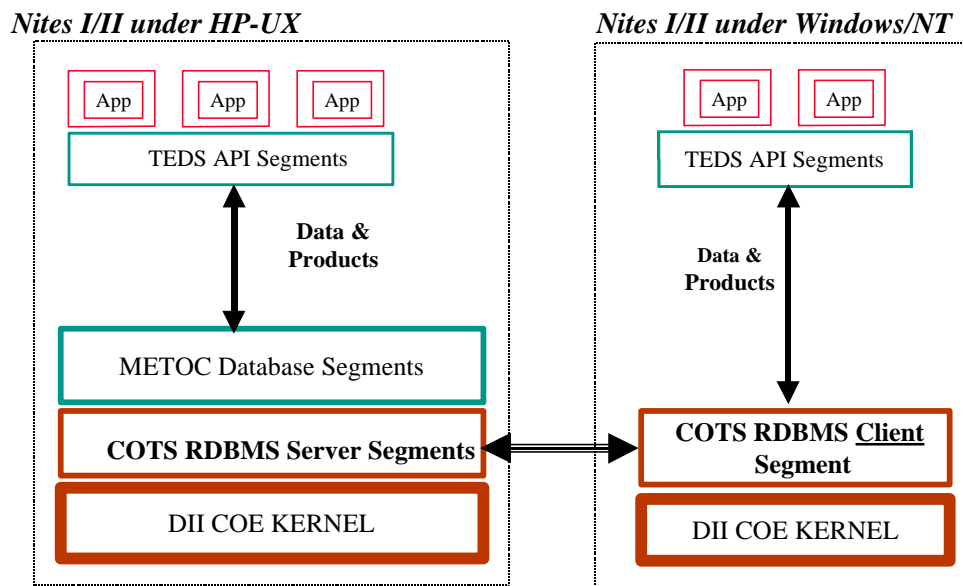 Nites I/II under HP-UX
App
App
App
TEDS API Segments
Data &
Products
METOC Database Segments
COTS RDBMS Server Segments
DII COE KERNEL
Nites I/II under Windows/NT
App
App
TEDS API Segments
Data &
Products
COTS RDBMS Client
Segment
DII COE KERNEL